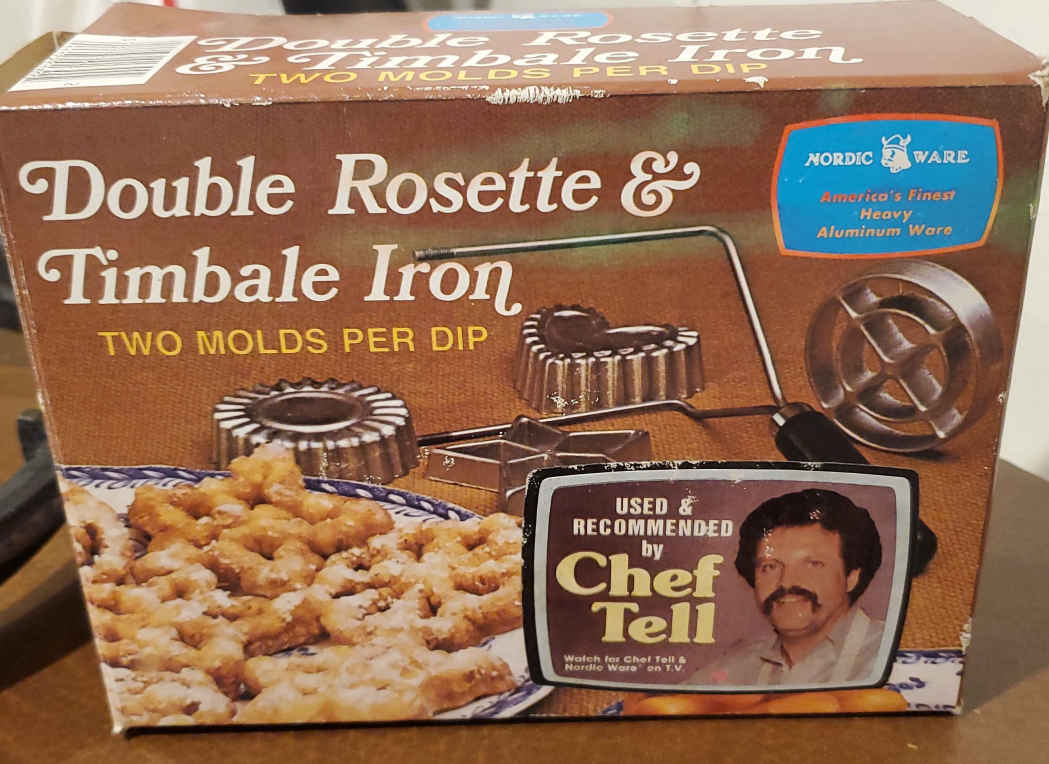 Double Rosette
& Timbale Iron
TWO MOLDS PER DIP
Double Rosette &
Timbale Iron
TWO MOLDS PER DIP
NORDIC WARE
America's Finest
Heavy
Aluminum Ware
USED &
RECOMMENDED
by
Chef
Tell
Watch for Chef Tell &
Nordic Ware on T.V.